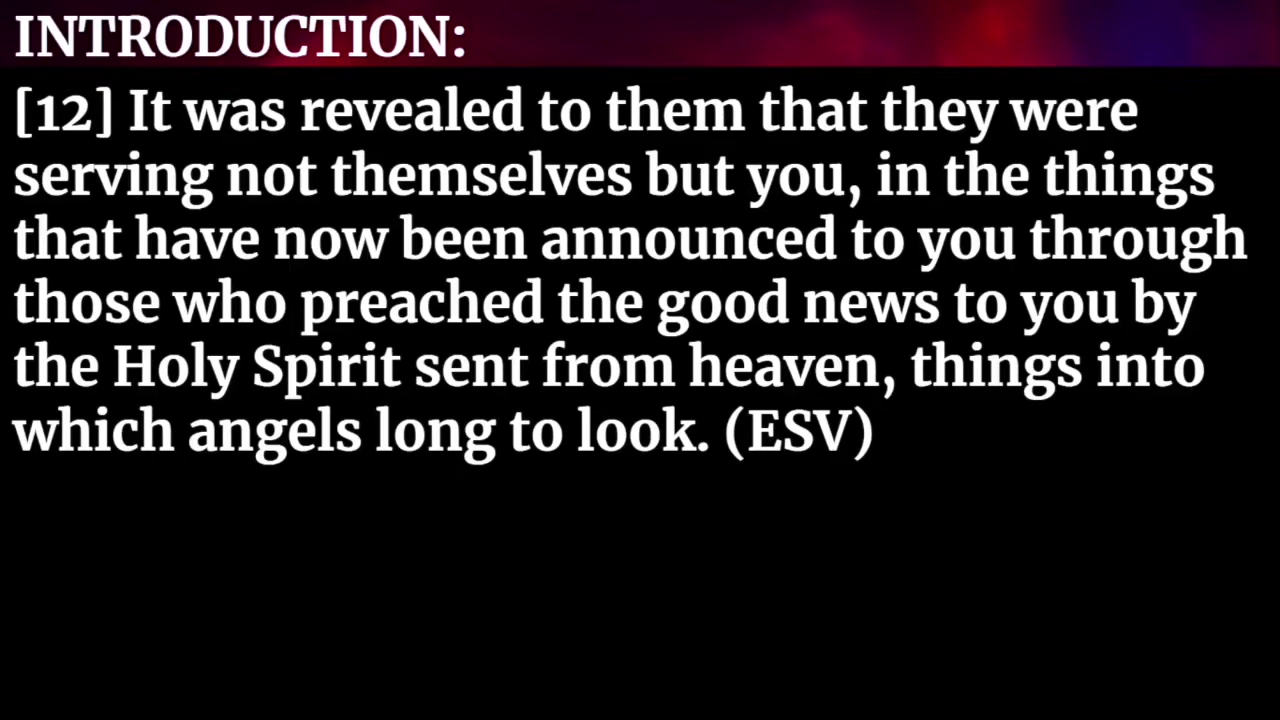 INTRODUCTION:
[12] It was revealed to them that they were
serving not themselves but you, in the things
that have now been announced to you through
those who preached the good news to you by
the Holy Spirit sent from heaven, things into
which angels long to look. (ESV)